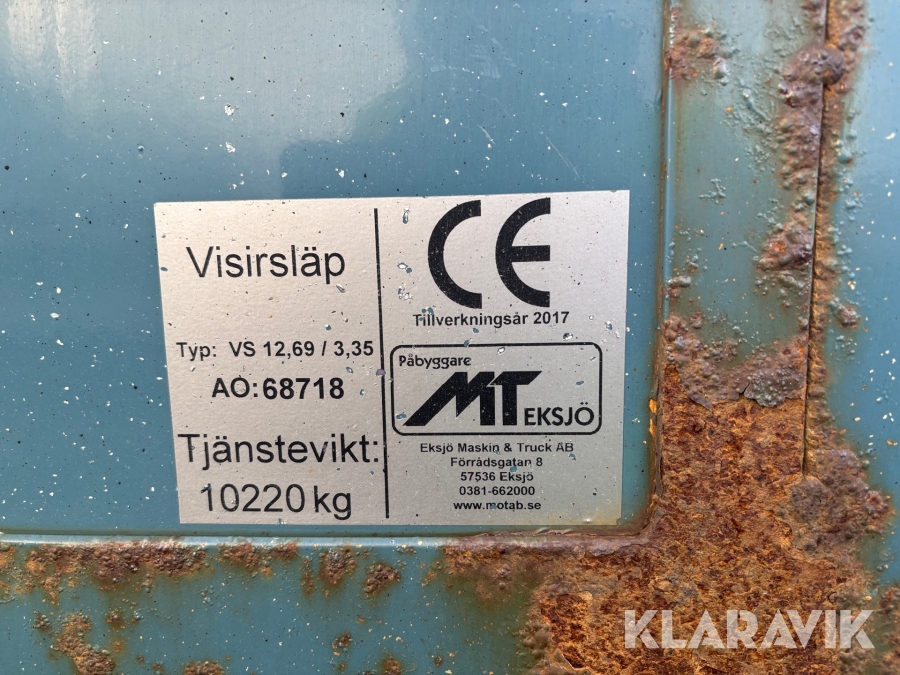 Visirsläp
Typ: VS 12,69 / 3,35
AO: 68718
Tjänstevikt:
10220 kg
CE
Tillverkningsår 2017
Påbyggare
MT EKSJÖ
Eksjö Maskin & Truck AB
Förrådsgatan 8
57536 Eksjö
0381-662000
www.motab.se
KLARAVIK